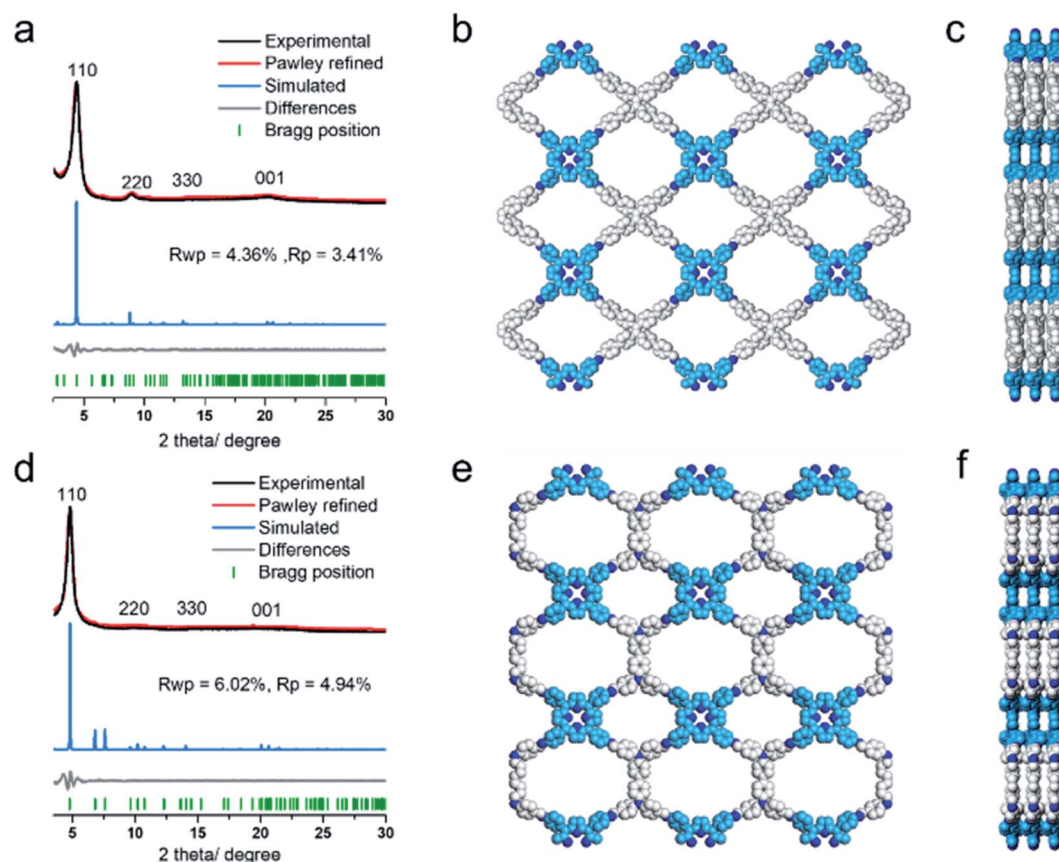 a
Experimental
Pawley refined
Simulated
Differences
Bragg position
110
220 330 001
Rwp = 4.36% ,Rp = 3.41%
5 10 15 20 25 30
2 theta/ degree
b
c
d
Experimental
Pawley refined
Simulated
Differences
Bragg position
110
220 330 001
Rwp = 6.02%, Rp = 4.94%
5 10 15 20 25 30
2 theta/ degree
e
f